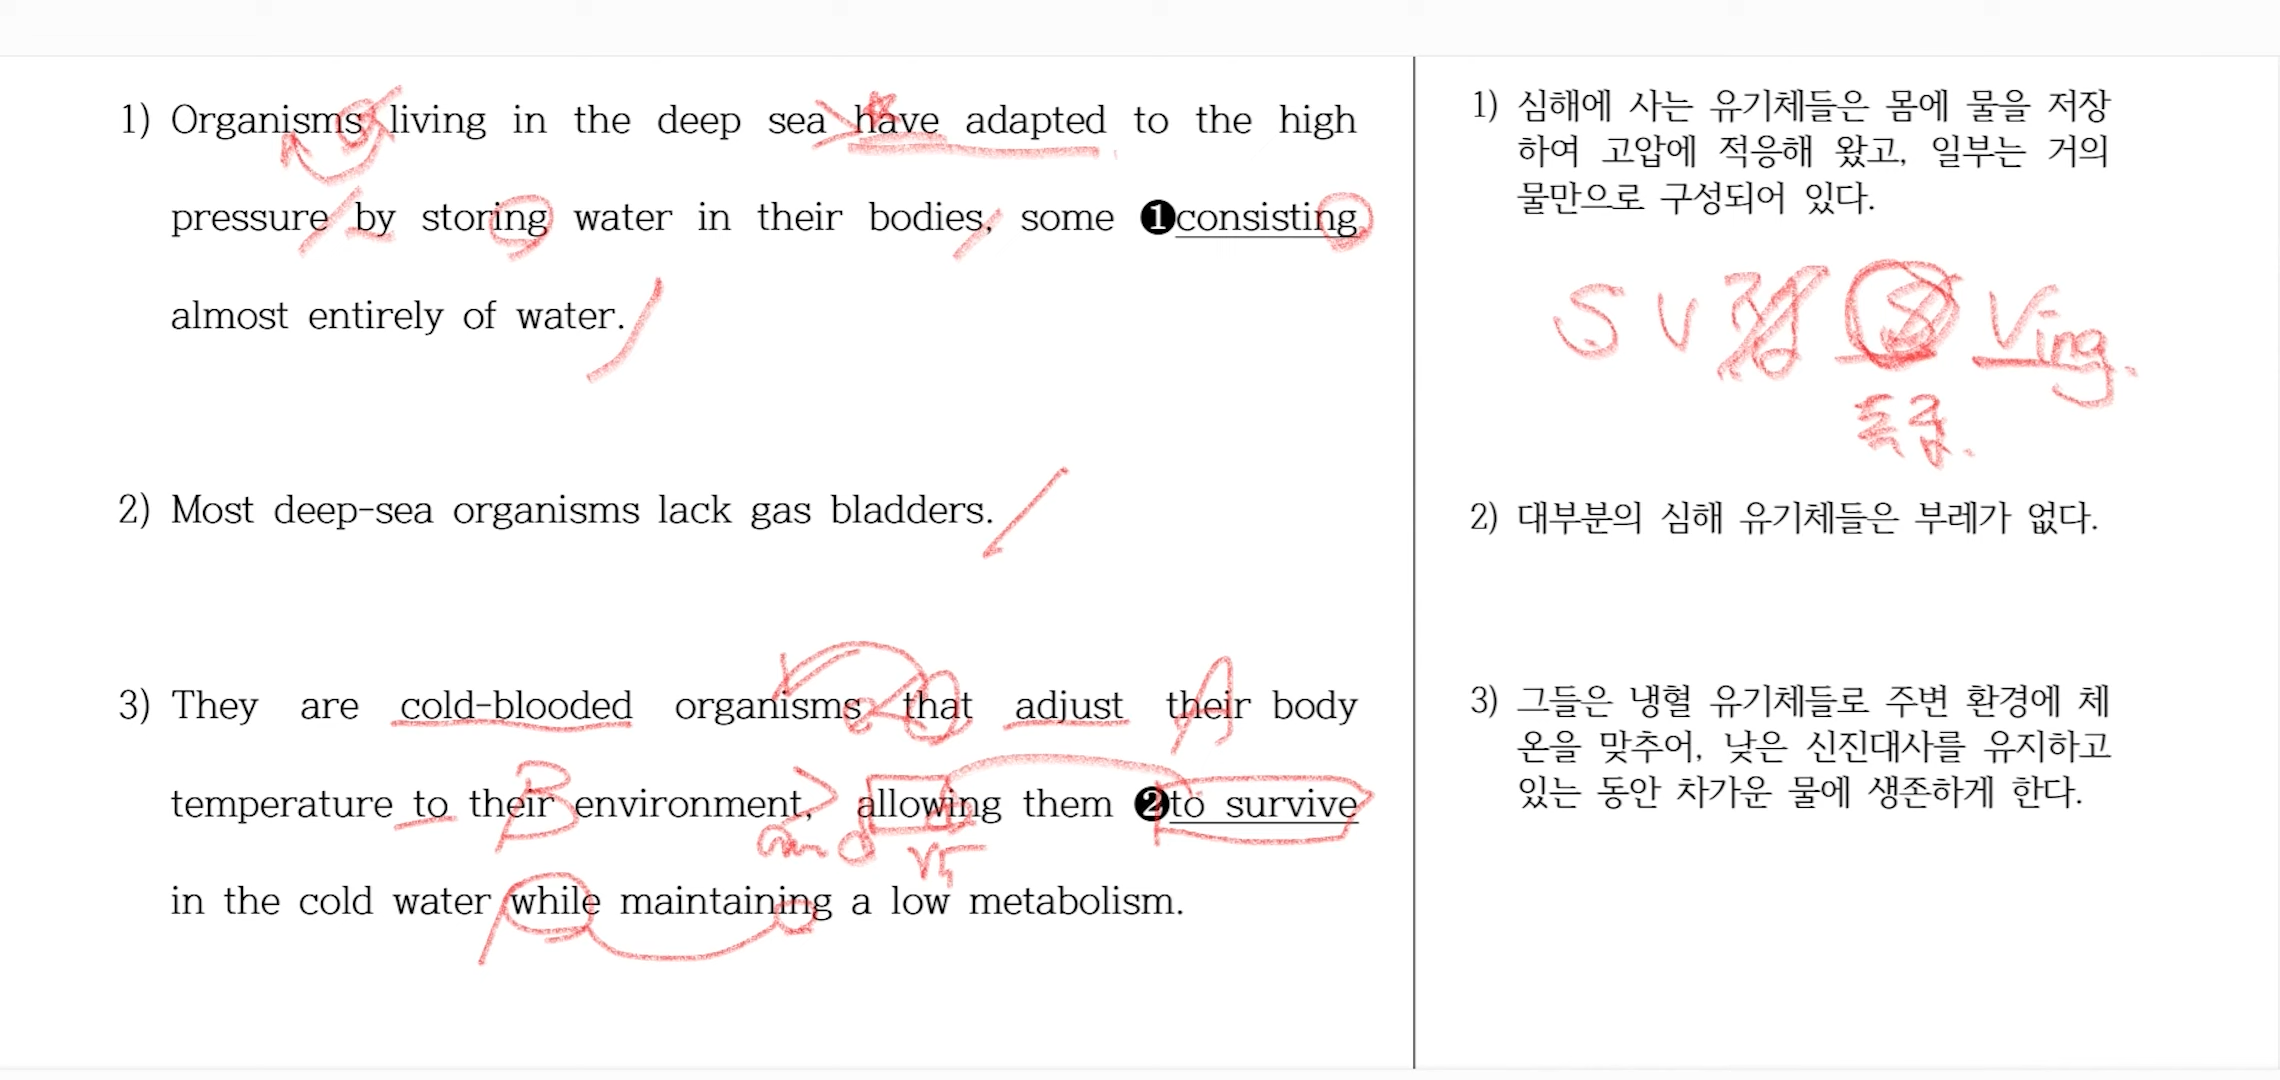 1) Organisms living in the deep sea have adapted to the high
pressure by storing water in their bodies, some ❶consisting
almost entirely of water.
2) Most deep-sea organisms lack gas bladders.
3) They are cold-blooded organisms that adjust their body
temperature to their environment, allowing them ❷to survive
in the cold water while maintaining a low metabolism.
A
B
1) 심해에 사는 유기체들은 몸에 물을 저장
하여 고압에 적응해 왔고, 일부는 거의
물만으로 구성되어 있다.
S V 접 S Ving.
2) 대부분의 심해 유기체들은 부레가 없다.
3) 그들은 냉혈 유기체들로 주변 환경에 체
온을 맞추어, 낮은 신진대사를 유지하고
있는 동안 차가운 물에 생존하게 한다.